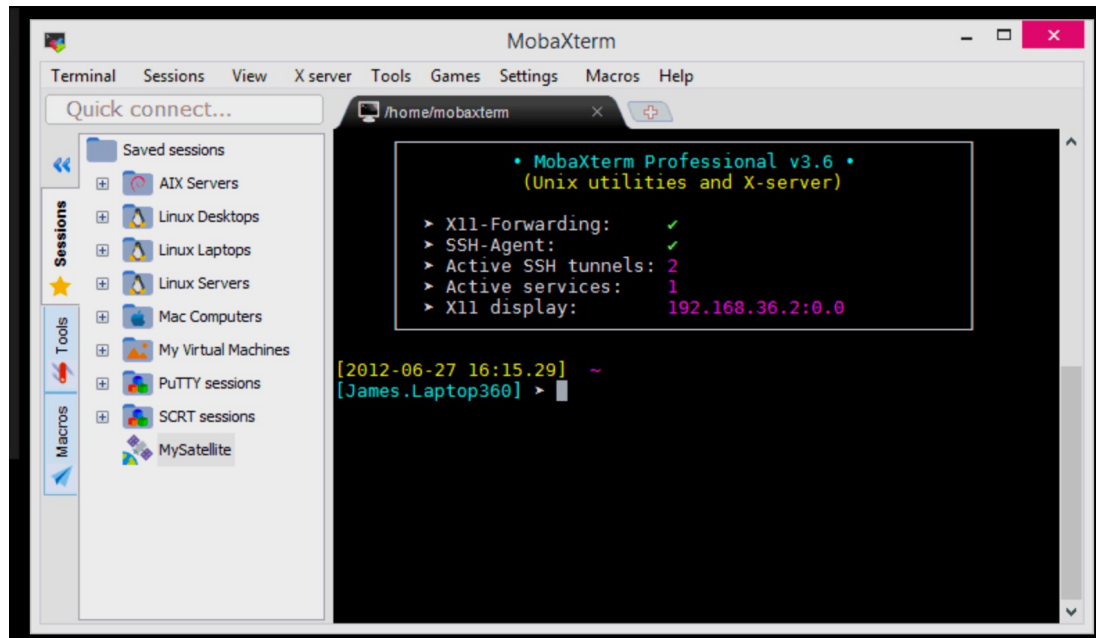 MobaXterm
Terminal Sessions View X server Tools Games Settings Macros Help
Quick connect...
/home/mobaxterm
Sessions
Tools
Macros
Saved sessions
AIX Servers
Linux Desktops
Linux Laptops
Linux Servers
Mac Computers
My Virtual Machines
PuTTY sessions
SCRT sessions
MySatellite
• MobaXterm Professional v3.6 •
(Unix utilities and X-server)
➤ X11-Forwarding: ✔
➤ SSH-Agent: ✔
➤ Active SSH tunnels: 2
➤ Active services: 1
➤ X11 display: 192.168.36.2:0.0
[2012-06-27 16:15.29] ~
[James.Laptop360] ➤